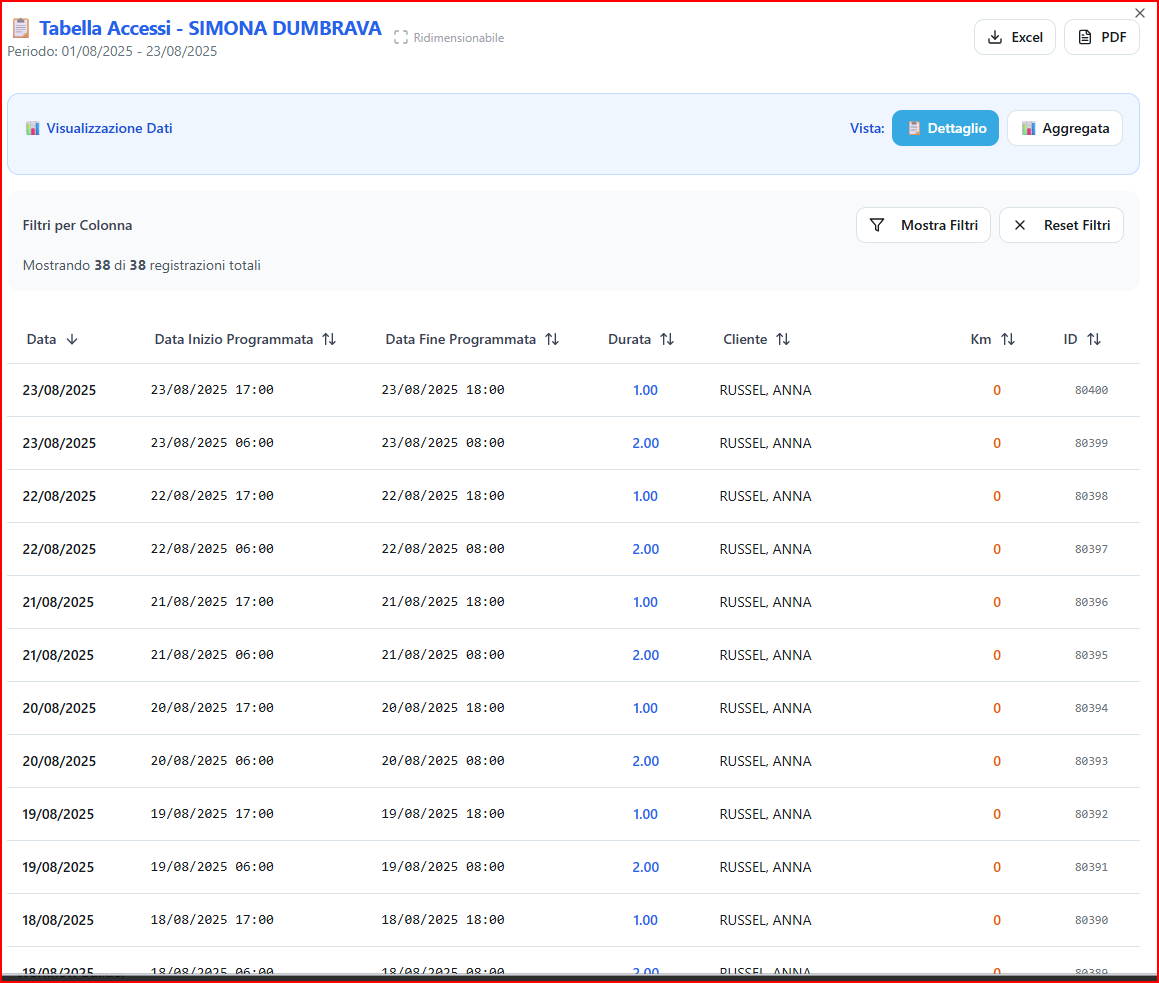 Tabella Accessi - SIMONA DUMBRAVA Ridimensionabile
Periodo: 01/08/2025 - 23/08/2025
Excel PDF
Visualizzazione Dati Vista: Dettaglio Aggregata
Filtri per Colonna Mostra Filtri Reset Filtri
Mostrando 38 di 38 registrazioni totali
Data Data Inizio Programmata Data Fine Programmata Durata Cliente Km ID
23/08/2025 23/08/2025 17:00 23/08/2025 18:00 1.00 RUSSEL, ANNA 0 80400
23/08/2025 23/08/2025 06:00 23/08/2025 08:00 2.00 RUSSEL, ANNA 0 80399
22/08/2025 22/08/2025 17:00 22/08/2025 18:00 1.00 RUSSEL, ANNA 0 80398
22/08/2025 22/08/2025 06:00 22/08/2025 08:00 2.00 RUSSEL, ANNA 0 80397
21/08/2025 21/08/2025 17:00 21/08/2025 18:00 1.00 RUSSEL, ANNA 0 80396
21/08/2025 21/08/2025 06:00 21/08/2025 08:00 2.00 RUSSEL, ANNA 0 80395
20/08/2025 20/08/2025 17:00 20/08/2025 18:00 1.00 RUSSEL, ANNA 0 80394
20/08/2025 20/08/2025 06:00 20/08/2025 08:00 2.00 RUSSEL, ANNA 0 80393
19/08/2025 19/08/2025 17:00 19/08/2025 18:00 1.00 RUSSEL, ANNA 0 80392
19/08/2025 19/08/2025 06:00 19/08/2025 08:00 2.00 RUSSEL, ANNA 0 80391
18/08/2025 18/08/2025 17:00 18/08/2025 18:00 1.00 RUSSEL, ANNA 0 80390
18/08/2025 18/08/2025 06:00 18/08/2025 08:00 2.00 RUSSEL, ANNA 0 80389